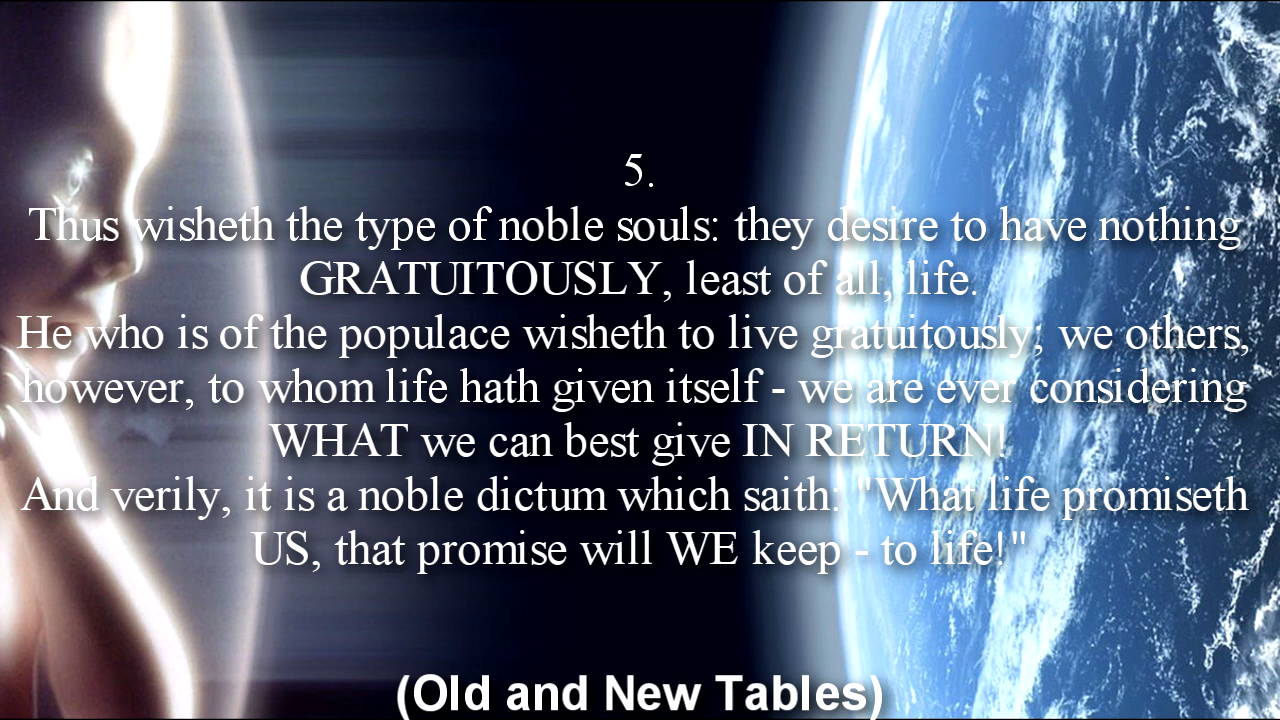 5.
Thus wisheth the type of noble souls: they desire to have nothing
GRATUITOUSLY, least of all, life.
He who is of the populace wisheth to live gratuitously; we others,
however, to whom life hath given itself - we are ever considering
WHAT we can best give IN RETURN!
And verily, it is a noble dictum which saith: "What life promiseth
US, that promise will WE keep - to life!"
(Old and New Tables)